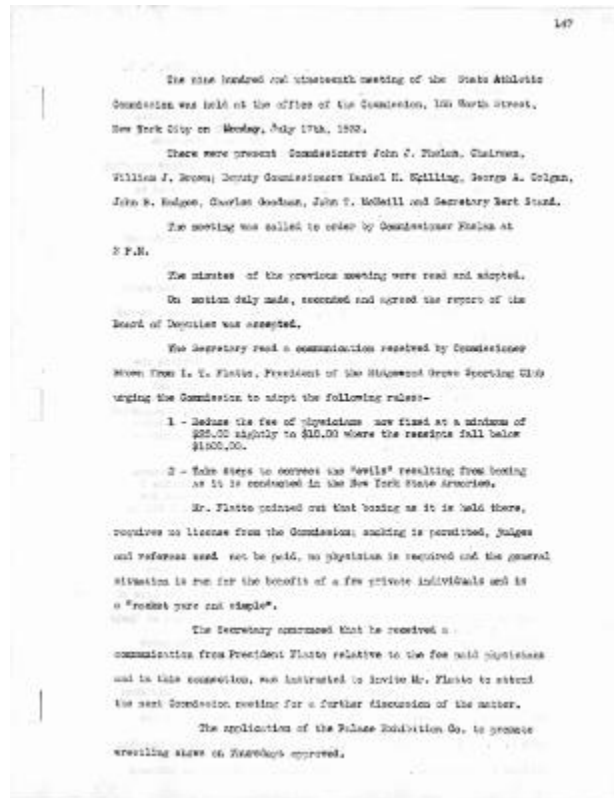 147
The nine hundred and nineteenth meeting of the State Athletic
Commission was held at the office of the Commission, Worth Street,
New York City on Monday, July 17th,
There were present Commissioners John J. Phelan, Chairman,
William J. Brown; Deputy Commissioners Daniel M. Skilling, George A. Colgan,
John B. Hodges, Charles Goodman, John T. McNeill and Secretary Bert Stand.
The meeting was called to order by Commissioner Phelan at
2 P.M.
The minutes of the previous meeting were read and adopted.
On motion duly made, seconded and agreed the report of the
Board of Deputies was accepted.
The Secretary read a communication received by Commissioner
Brown from Flatto, President of the Ridgewood Grove Sporting Club
urging the Commission to adopt the following rules:-
1 - Reduce the fee of physicians now fixed at a minimum of
$25.00 nightly to $10.00 where the receipts fall below
$1500.00.
2 - Take steps to correct the "evils" resulting from boxing
as it is conducted in the New York State Armories.
Mr. Flatto pointed out that boxing as it is held there,
requires no license from the Commission; smoking is permitted, judges
and referees need not be paid, no physician is required and the general
situation is run for the benefit of a few private individuals and is
a "racket pure and simple".
The Secretary announced that he received a
communication from President Flatto relative to the fee paid physicians
and in this connection, was instructed to invite Mr. Flatto to attend
the next Commission meeting for a further discussion of the matter.
The application of the Palace Exhibition Co. to promote
wrestling shows on Thursdays approved.